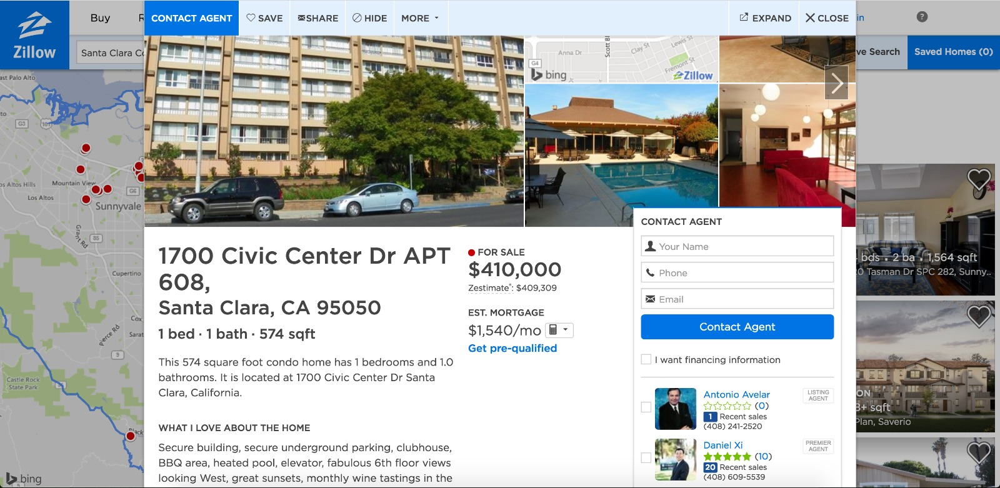 Zillow
Buy
R
CONTACT AGENT
SAVE
SHARE
HIDE
MORE
EXPAND
CLOSE
in
?
Santa Clara Co
ve Search
Saved Homes (0)
ast Palo Alto
to
G3
101
os Altos Hills
Mountain View
Los Altos
G6
Sunnyvale
Grant Rd
85
Cupertino
Cox
Sarat
Pierce Rd
9
Castle Rock
State Park
Black
bing
Anna Dr
Scott Bl
Clay St
Lewis St
Fremont St
G4
bing
Zillow
1700 Civic Center Dr APT
608,
Santa Clara, CA 95050
1 bed · 1 bath · 574 sqft
This 574 square foot condo home has 1 bedrooms and 1.0
bathrooms. It is located at 1700 Civic Center Dr Santa
Clara, California.
WHAT I LOVE ABOUT THE HOME
Secure building, secure underground parking, clubhouse,
BBQ area, heated pool, elevator, fabulous 6th floor views
looking West, great sunsets, monthly wine tastings in the
FOR SALE
$410,000
Zestimate®: $409,309
EST. MORTGAGE
$1,540/mo
Get pre-qualified
CONTACT AGENT
Your Name
Phone
Email
Contact Agent
I want financing information
Antonio Avelar
LISTING
AGENT
(0)
1 Recent sales
(408) 241-2520
Daniel Xi
PREMIER
AGENT
(10)
20 Recent sales
(408) 609-5539
bds . 2 ba . 1,564 sqft
0 Tasman Dr SPC 282, Sunny..
ON
3+ sqft
Plan, Saverio